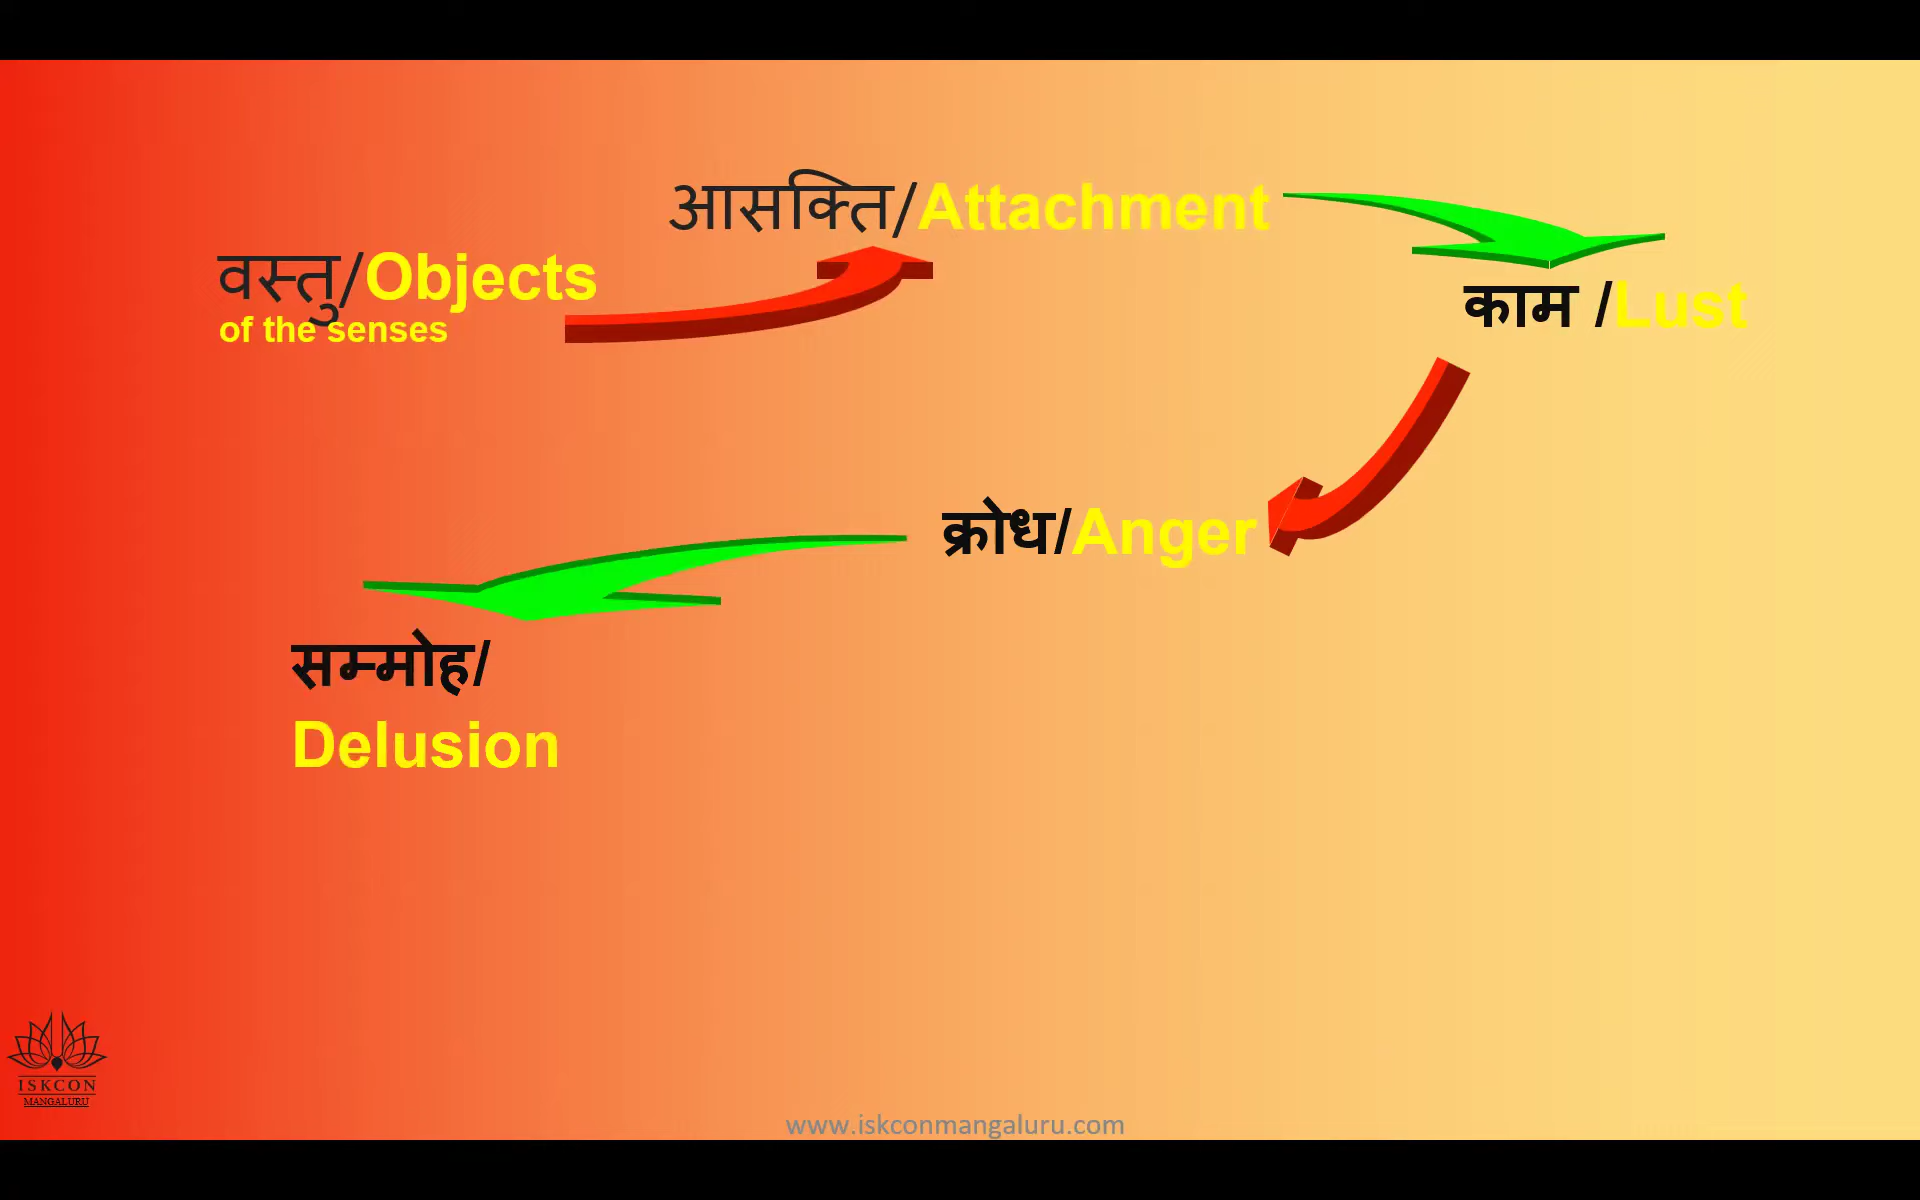 आसक्ति/Attachment
वस्तु/Objects
of the senses
काम /Lust
क्रोध/Anger
सम्मोह/
Delusion
ISKCON
MANGALURU
www.iskconmangaluru.com